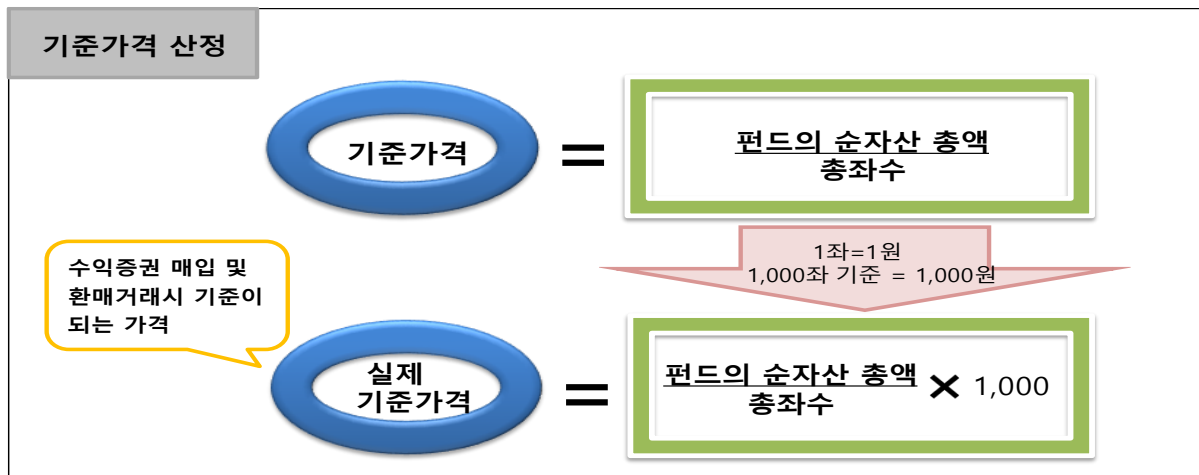 기준가격 산정
기준가격
=
펀드의 순자산 총액
총좌수
1좌=1원
1,000좌 기준 = 1,000원
수익증권 매입 및
환매거래시 기준이
되는 가격
실제
기준가격
=
펀드의 순자산 총액
총좌수
× 1,000